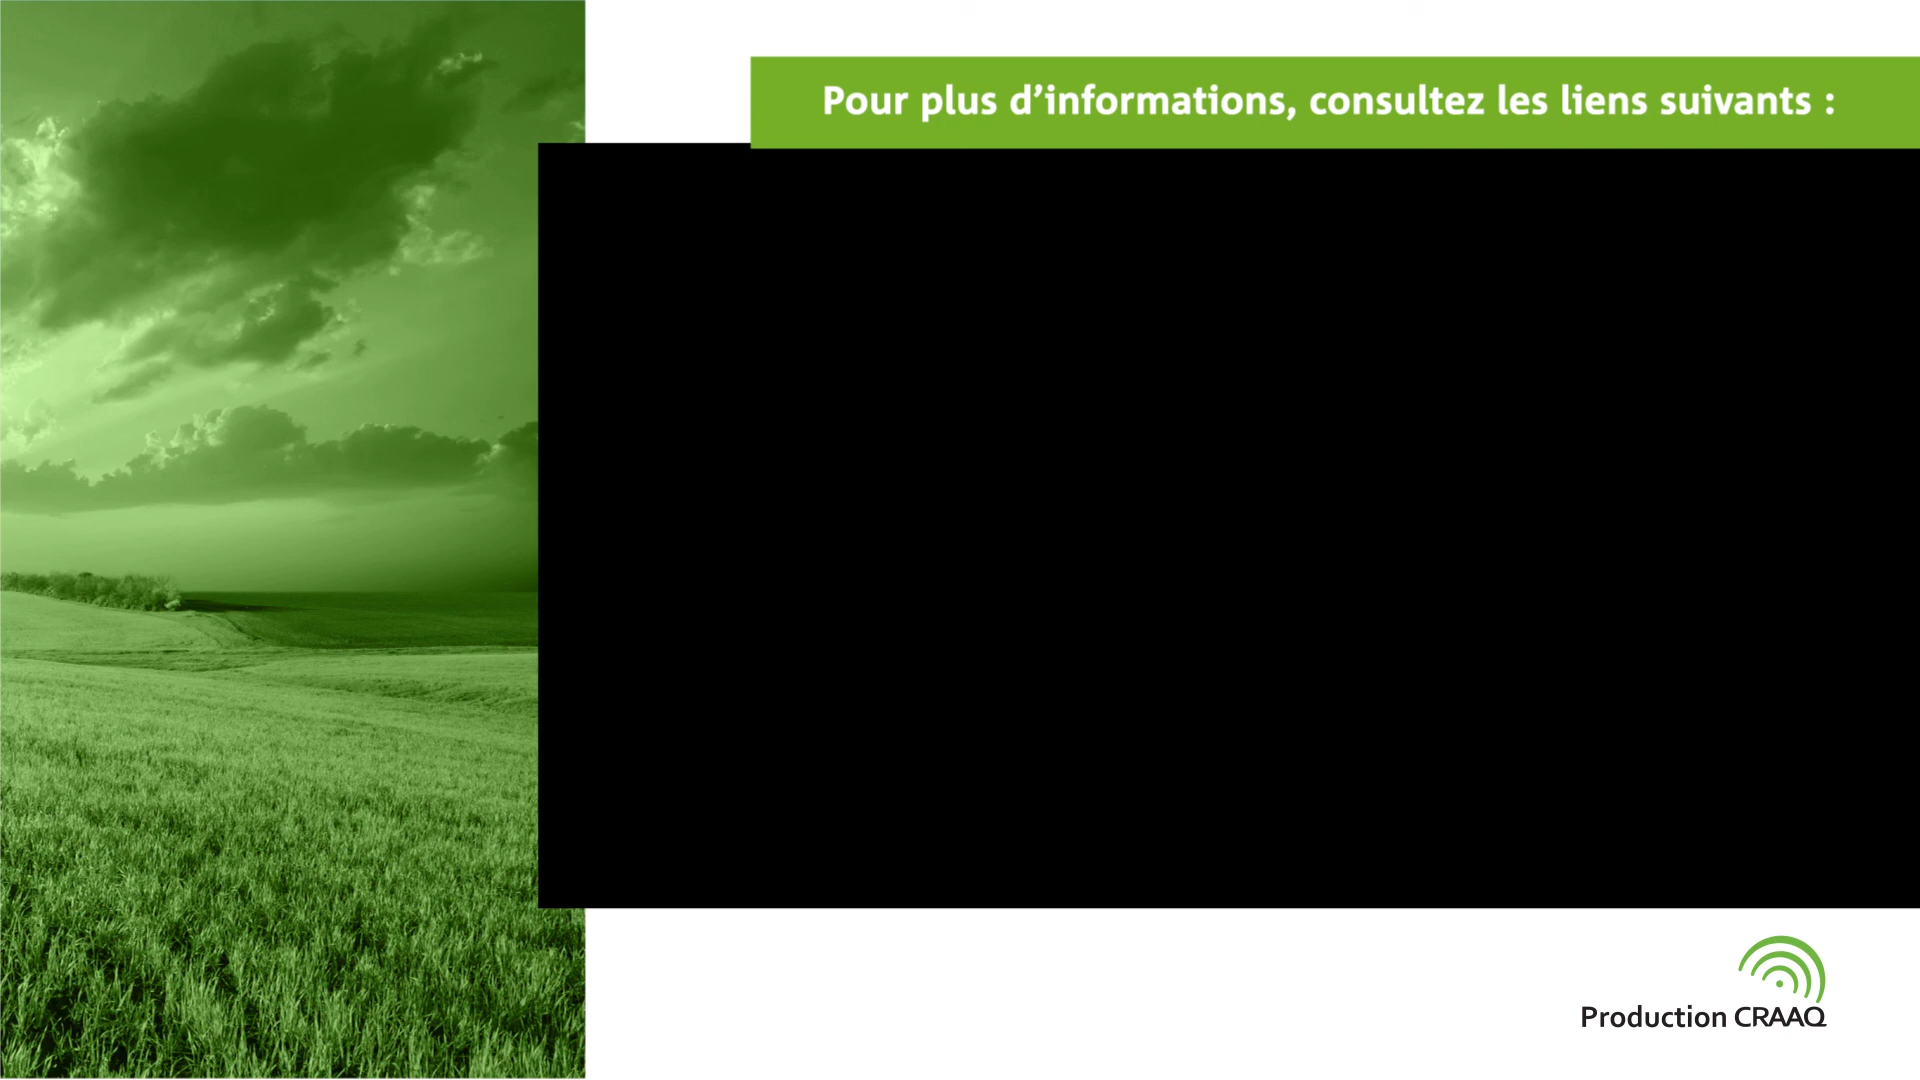 Pour plus d’informations, consultez les liens suivants :
Production CRAAQ